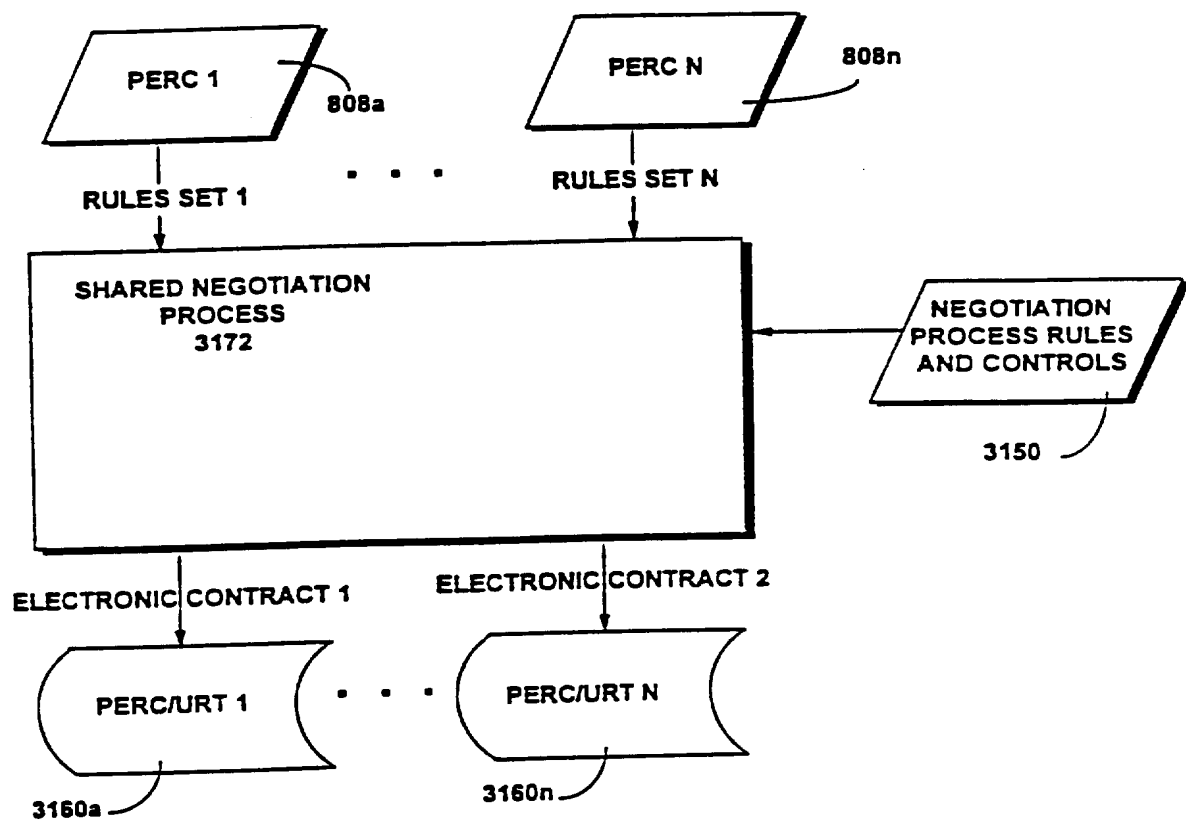 PERC 1
808a
PERC N
808n
RULES SET 1
RULES SET N
SHARED NEGOTIATION
PROCESS
3172
NEGOTIATION
PROCESS RULES
AND CONTROLS
3150
ELECTRONIC CONTRACT 1
ELECTRONIC CONTRACT 2
PERC/URT 1
PERC/URT N
3160a
3160n